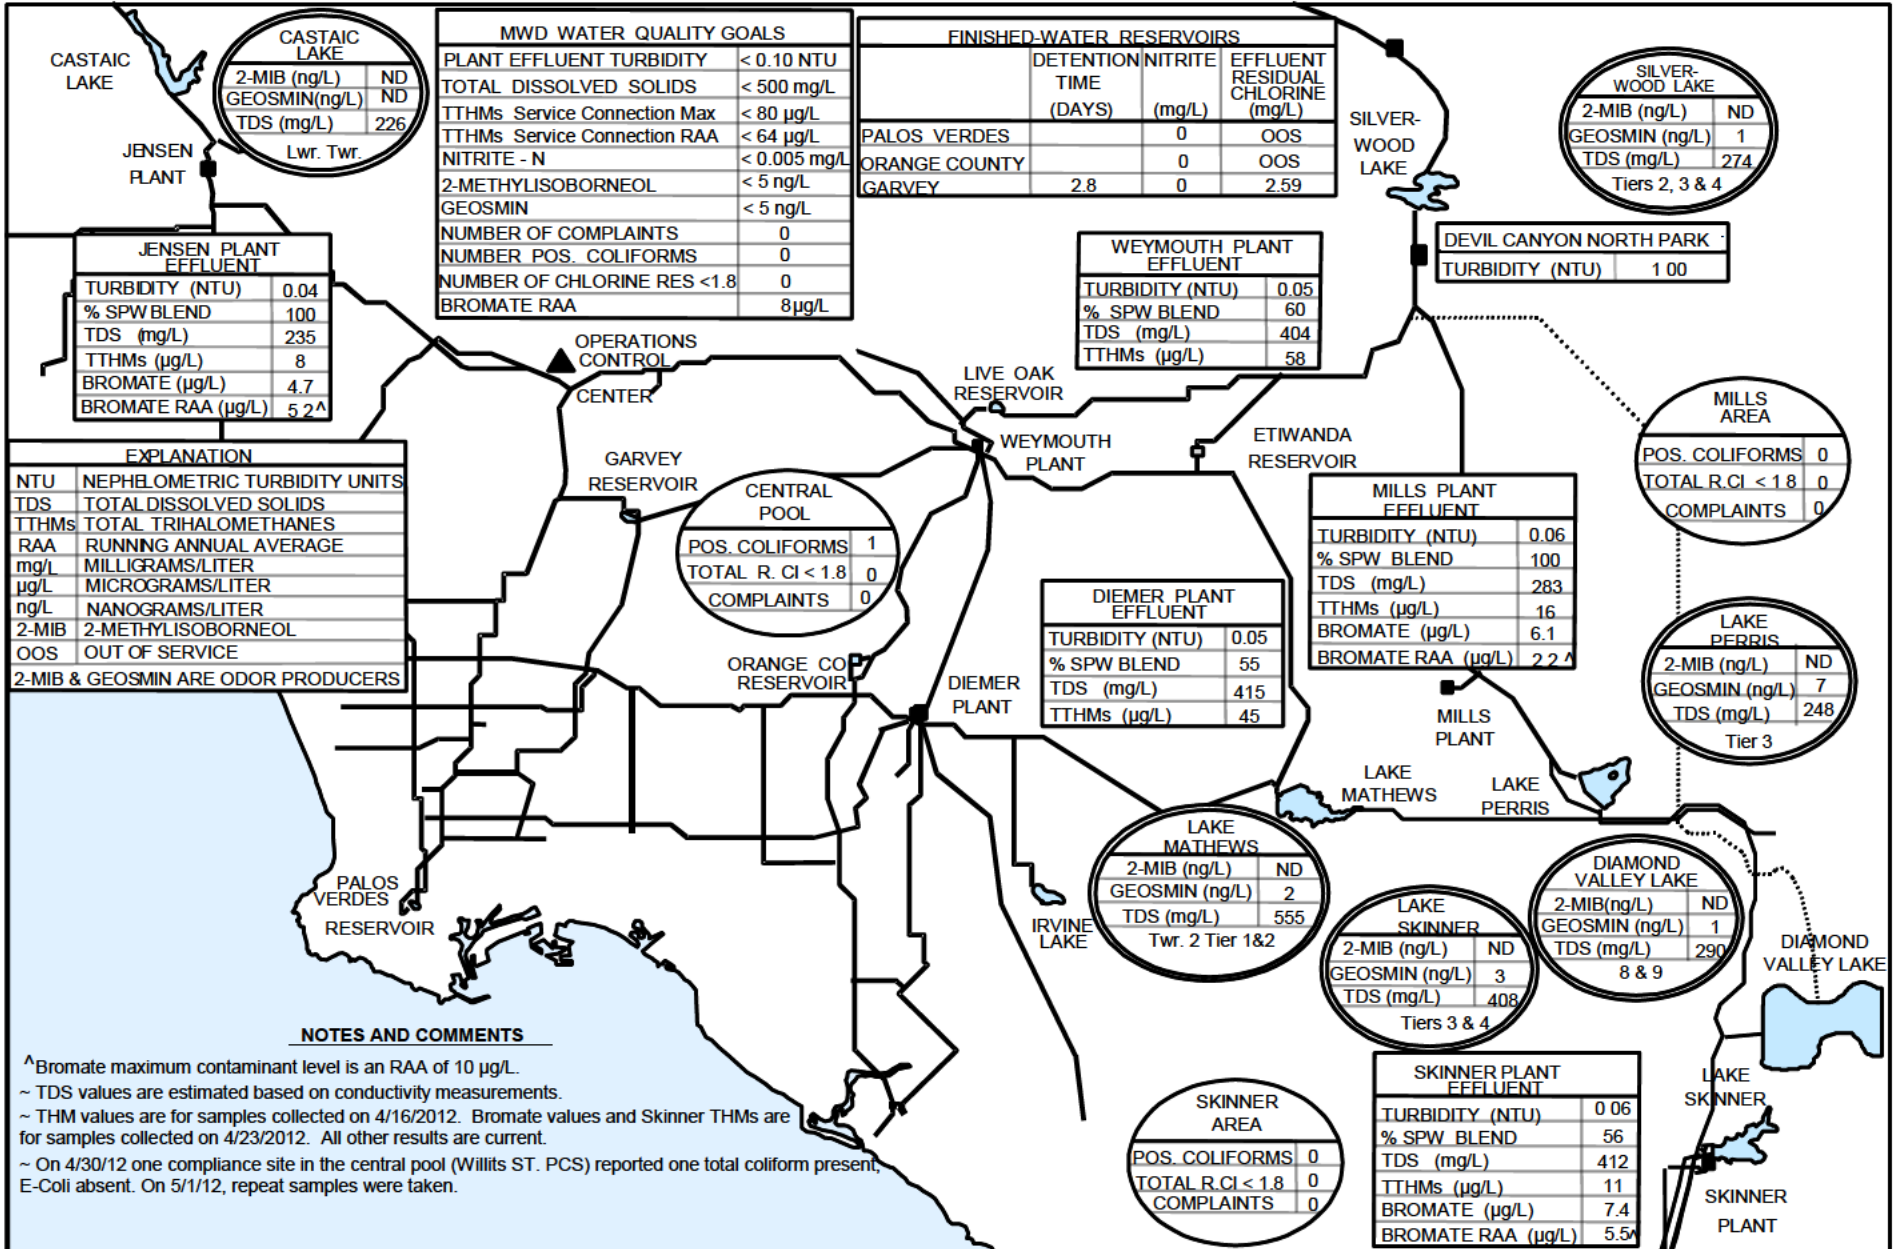 CASTAIC
LAKE
CASTAIC
LAKE
2-MIB (ng/L) ND
GEOSMIN(ng/L) ND
TDS (mg/L) 226
Lwr. Twr.
JENSEN
PLANT
MWD WATER QUALITY GOALS
PLANT EFFLUENT TURBIDITY < 0.10 NTU
TOTAL DISSOLVED SOLIDS < 500 mg/L
TTHMs Service Connection Max < 80 µg/L
TTHMs Service Connection RAA < 64 µg/L
NITRITE - N < 0.005 mg/L
2-METHYLISOBORNEOL < 5 ng/L
GEOSMIN < 5 ng/L
NUMBER OF COMPLAINTS 0
NUMBER POS. COLIFORMS 0
NUMBER OF CHLORINE RES <1.8 0
BROMATE RAA 8µg/L
FINISHED-WATER RESERVOIRS
DETENTION NITRITE EFFLUENT
TIME RESIDUAL
CHLORINE
(DAYS) (mg/L) (mg/L)
PALOS VERDES 0 OOS
ORANGE COUNTY 0 OOS
GARVEY 2.8 0 2.59
SILVER-
WOOD
LAKE
SILVER-
WOOD LAKE
2-MIB (ng/L) ND
GEOSMIN (ng/L) 1
TDS (mg/L) 274
Tiers 2, 3 & 4
DEVIL CANYON NORTH PARK
TURBIDITY (NTU) 1 00
JENSEN PLANT
EFFLUENT
TURBIDITY (NTU) 0.04
% SPW BLEND 100
TDS (mg/L) 235
TTHMs (µg/L) 8
BROMATE (µg/L) 4.7
BROMATE RAA (µg/L) 5 2^
WEYMOUTH PLANT
EFFLUENT
TURBIDITY (NTU) 0.05
% SPW BLEND 60
TDS (mg/L) 404
TTHMs (µg/L) 58
OPERATIONS
CONTROL
CENTER
LIVE OAK
RESERVOIR
WEYMOUTH
PLANT
ETIWANDA
RESERVOIR
MILLS
AREA
POS. COLIFORMS 0
TOTAL R.Cl < 1 8 0
COMPLAINTS 0
EXPLANATION
NTU NEPHELOMETRIC TURBIDITY UNITS
TDS TOTAL DISSOLVED SOLIDS
TTHMs TOTAL TRIHALOMETHANES
RAA RUNNING ANNUAL AVERAGE
mg/L MILLIGRAMS/LITER
µg/L MICROGRAMS/LITER
ng/L NANOGRAMS/LITER
2-MIB 2-METHYLISOBORNEOL
OOS OUT OF SERVICE
2-MIB & GEOSMIN ARE ODOR PRODUCERS
GARVEY
RESERVOIR
CENTRAL
POOL
POS. COLIFORMS 1
TOTAL R. Cl < 1.8 0
COMPLAINTS 0
MILLS PLANT
EFFLUENT
TURBIDITY (NTU) 0.06
% SPW BLEND 100
TDS (mg/L) 283
TTHMs (µg/L) 16
BROMATE (µg/L) 6.1
BROMATE RAA (µg/L) 2 2 ^
DIEMER PLANT
EFFLUENT
TURBIDITY (NTU) 0.05
% SPW BLEND 55
TDS (mg/L) 415
TTHMs (µg/L) 45
LAKE
PERRIS
2-MIB (ng/L) ND
GEOSMIN (ng/L) 7
TDS (mg/L) 248
Tier 3
ORANGE CO
RESERVOIR
DIEMER
PLANT
MILLS
PLANT
LAKE
MATHEWS
LAKE
PERRIS
LAKE
MATHEWS
2-MIB (ng/L) ND
GEOSMIN (ng/L) 2
TDS (mg/L) 555
Twr. 2 Tier 1&2
DIAMOND
VALLEY LAKE
2-MIB(ng/L) ND
GEOSMIN (ng/L) 1
TDS (mg/L) 290
8 & 9
LAKE
SKINNER
2-MIB (ng/L) ND
GEOSMIN (ng/L) 3
TDS (mg/L) 408
Tiers 3 & 4
PALOS
VERDES
RESERVOIR
IRVINE
LAKE
DIAMOND
VALLEY LAKE
NOTES AND COMMENTS
^Bromate maximum contaminant level is an RAA of 10 µg/L.
~ TDS values are estimated based on conductivity measurements.
~ THM values are for samples collected on 4/16/2012. Bromate values and Skinner THMs are
for samples collected on 4/23/2012. All other results are current.
~ On 4/30/12 one compliance site in the central pool (Willits ST. PCS) reported one total coliform present,
E-Coli absent. On 5/1/12, repeat samples were taken.
SKINNER
AREA
POS. COLIFORMS 0
TOTAL R.Cl < 1.8 0
COMPLAINTS 0
SKINNER PLANT
EFFLUENT
TURBIDITY (NTU) 0 06
% SPW BLEND 56
TDS (mg/L) 412
TTHMs (µg/L) 11
BROMATE (µg/L) 7.4
BROMATE RAA (µg/L) 5.5^
LAKE
SKINNER
SKINNER
PLANT